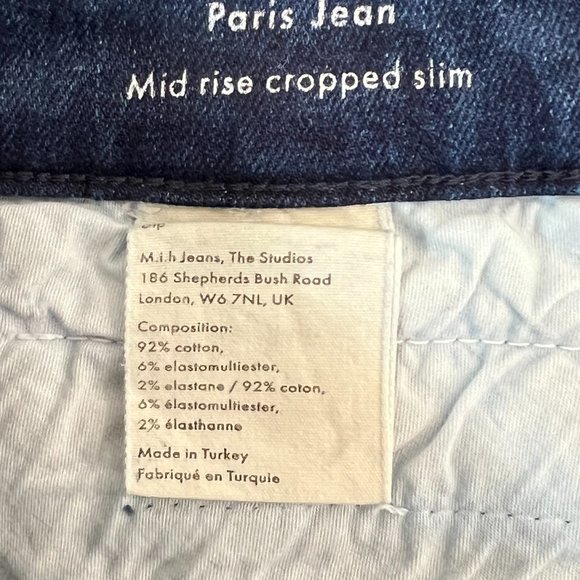 Paris Jean
Mid rise cropped slim
M.i.h Jeans, The Studios
186 Shepherds Bush Road
London, W6 7NL, UK
Composition:
92% cotton,
6% elastomultiester,
2% elastane / 92% coton,
6% élastomultiester,
2% élasthanne
Made in Turkey
Fabriqué en Turquie